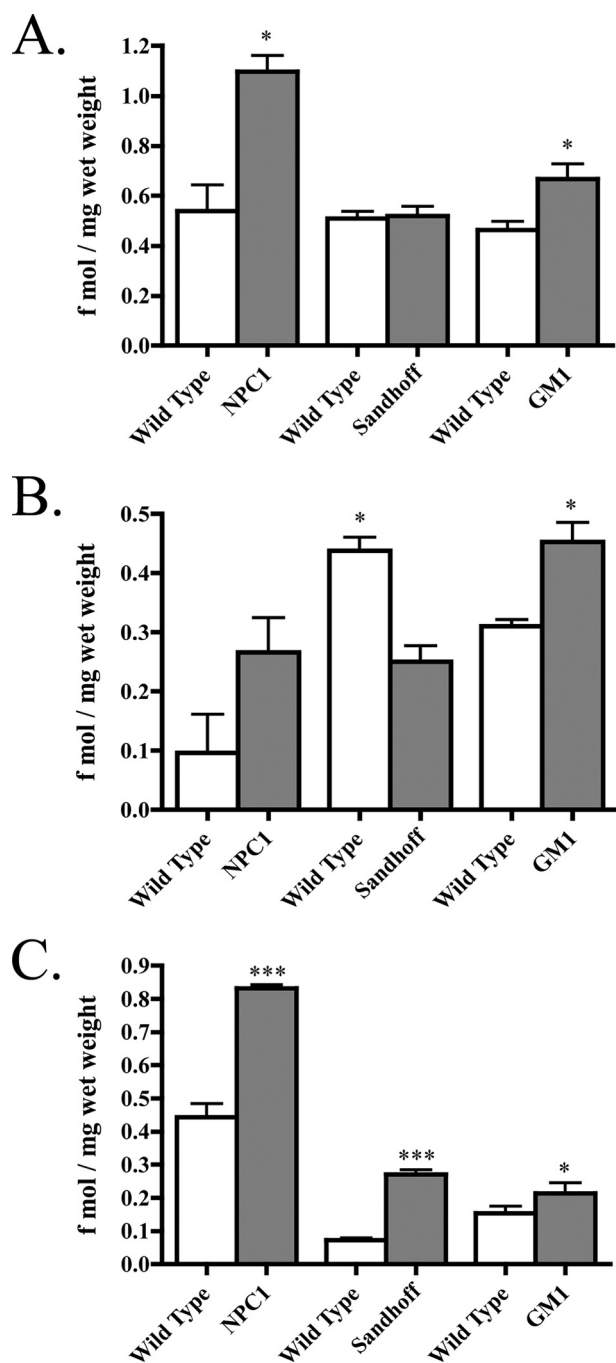 A.
f mol / mg wet weight
1.2
1.0
0.8
0.6
0.4
0.2
0.0
*
*
Wild Type
NPC1
Wild Type
Sandhoff
Wild Type
GM1
B.
f mol / mg wet weight
0.5
0.4
0.3
0.2
0.1
0.0
*
*
Wild Type
NPC1
Wild Type
Sandhoff
Wild Type
GM1
C.
f mol / mg wet weight
0.9
0.8
0.7
0.6
0.5
0.4
0.3
0.2
0.1
0.0
***
***
*
Wild Type
NPC1
Wild Type
Sandhoff
Wild Type
GM1